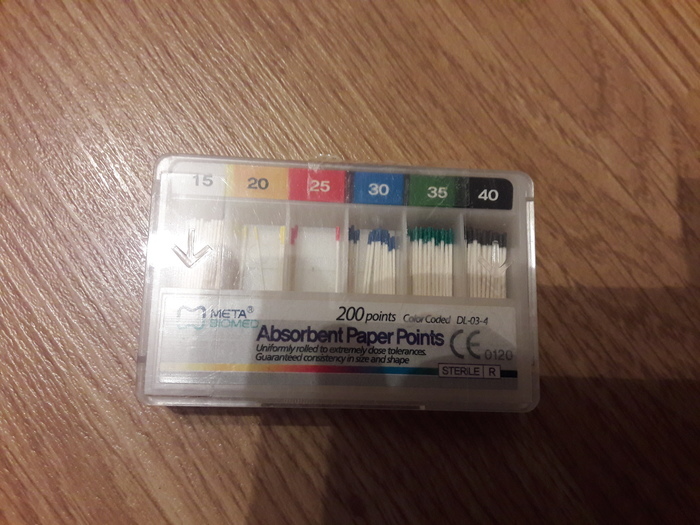 15 20 25 30 35 40
META®
BIOMED
200 points Color Coded DL-03-4
Absorbent Paper Points
Uniformly rolled to extremely close tolerances.
Guaranteed consistency in size and shape
CE 0120
STERILE R